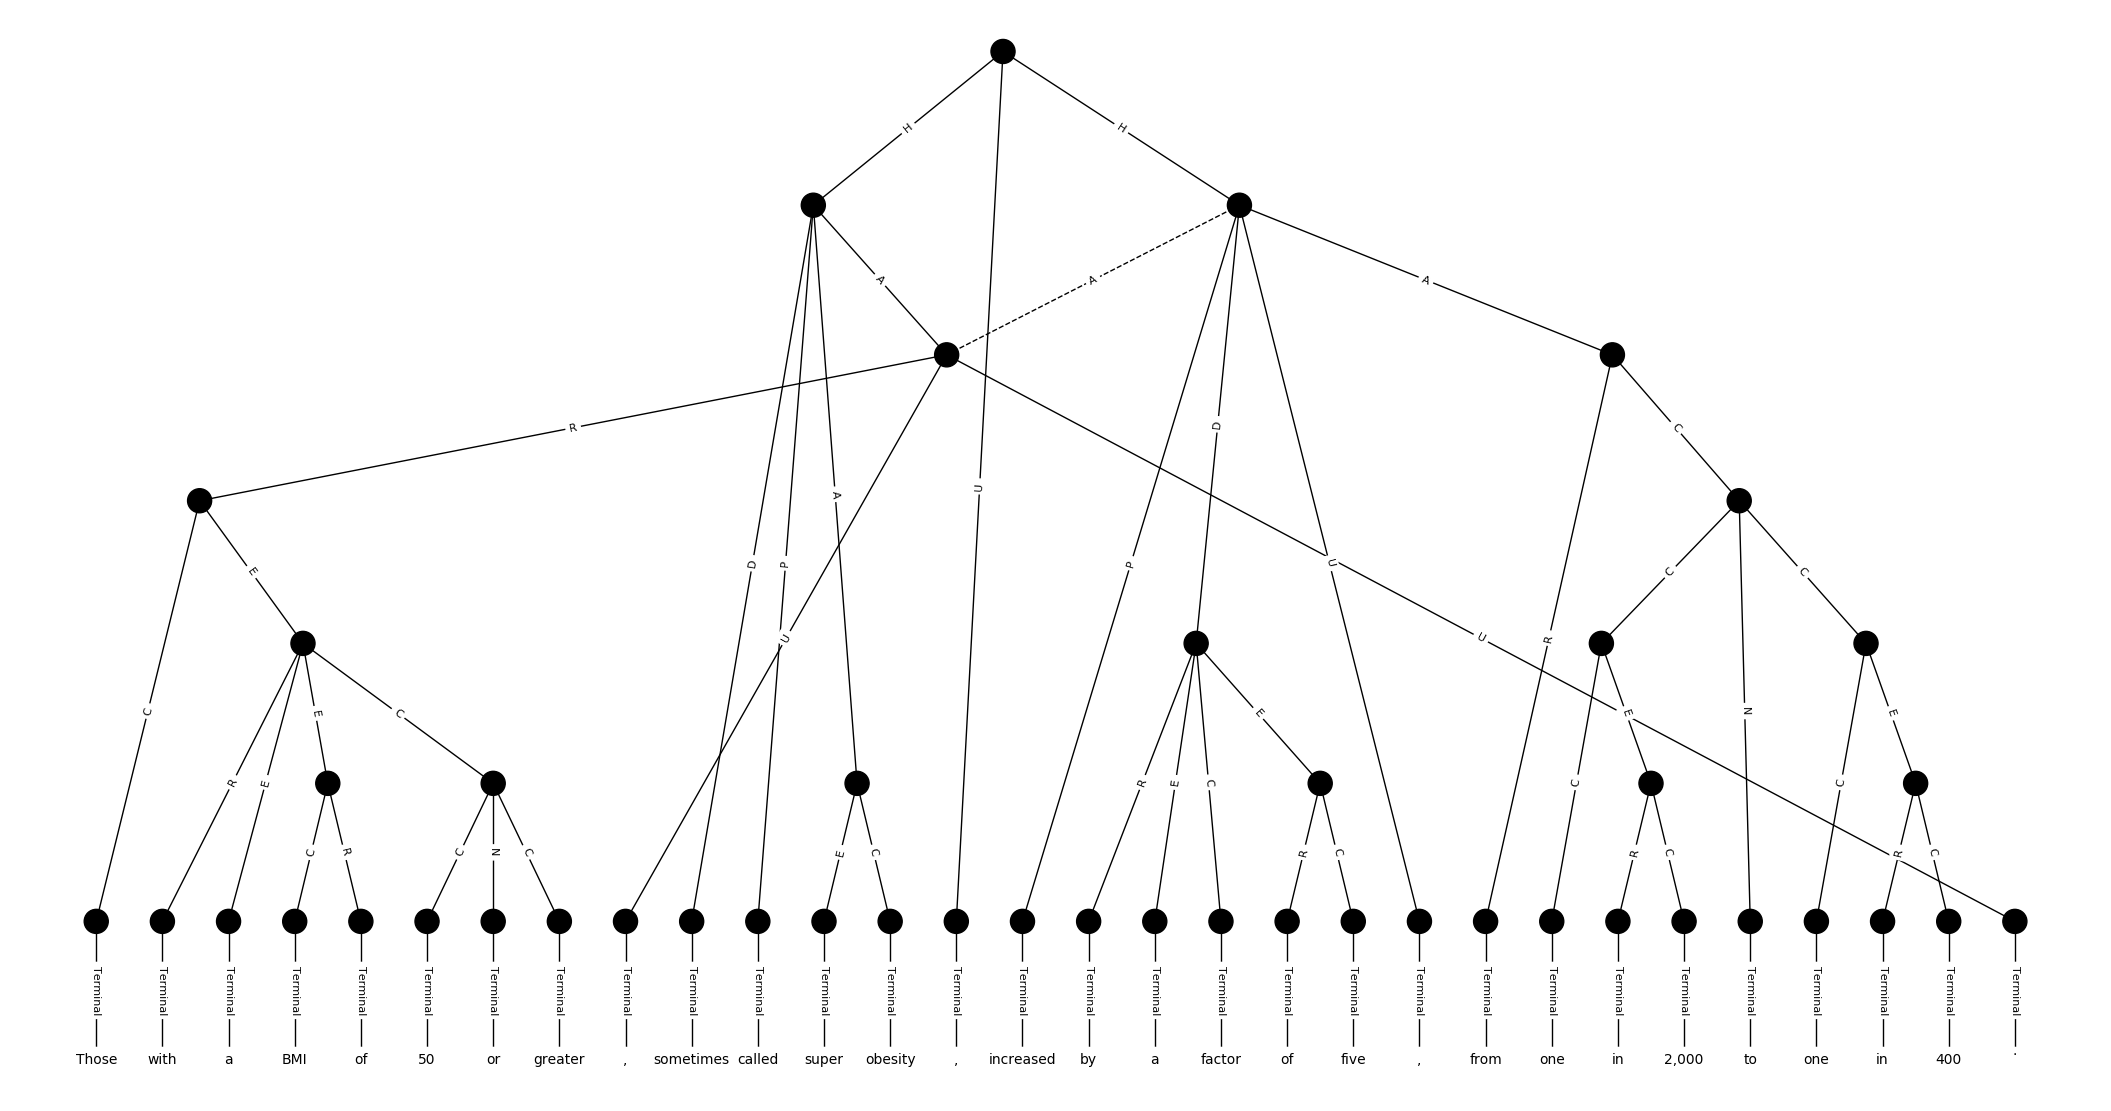 H H
A A A
R D P A U P D U A
C
R C
E C N C
U U
C R E E C R E C E C E C E
C R C N C E C R C R C R C
Terminal Terminal Terminal Terminal Terminal Terminal Terminal Terminal Terminal Terminal Terminal Terminal Terminal Terminal Terminal Terminal Terminal Terminal Terminal Terminal Terminal Terminal Terminal Terminal Terminal Terminal Terminal Terminal Terminal Terminal
Those with a BMI of 50 or greater , sometimes called super obesity , increased by a factor of five , from one in 2,000 to one in 400 .